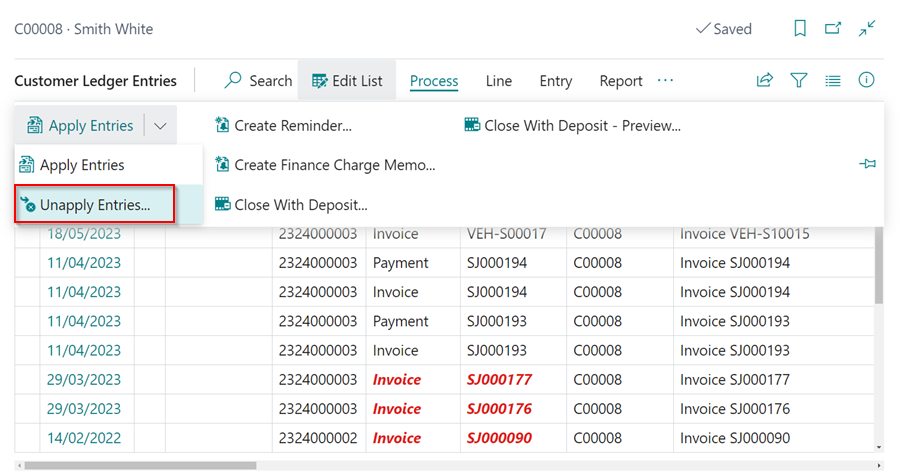 C00008 · Smith White Saved
Customer Ledger Entries Search Edit List Process Line Entry Report ···
Apply Entries Create Reminder... Close With Deposit - Preview...
Apply Entries Create Finance Charge Memo...
Unapply Entries... Close With Deposit...
18/05/2023 2324000003 Invoice VEH-S00017 C00008 Invoice VEH-S10015
11/04/2023 2324000003 Payment SJ000194 C00008 Invoice SJ000194
11/04/2023 2324000003 Invoice SJ000194 C00008 Invoice SJ000194
11/04/2023 2324000003 Payment SJ000193 C00008 Invoice SJ000193
11/04/2023 2324000003 Invoice SJ000193 C00008 Invoice SJ000193
29/03/2023 2324000003 Invoice SJ000177 C00008 Invoice SJ000177
29/03/2023 2324000003 Invoice SJ000176 C00008 Invoice SJ000176
14/02/2022 2324000002 Invoice SJ000090 C00008 Invoice SJ000090